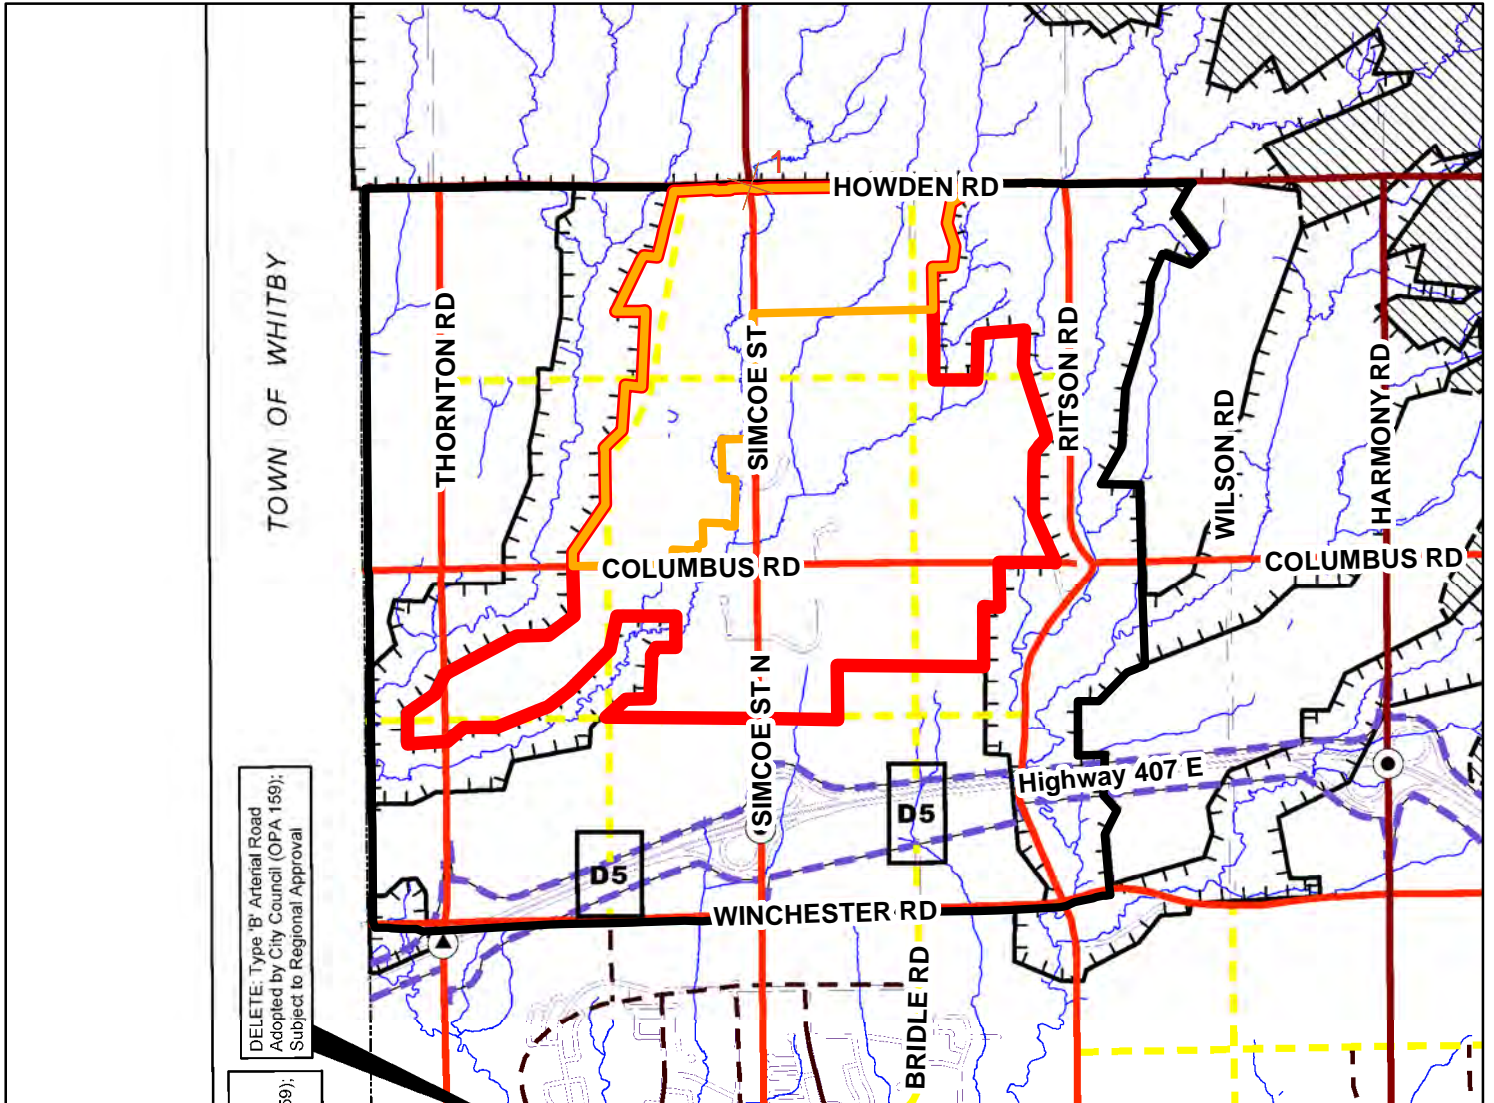 1
HOWDEN RD
TOWN OF WHITBY
THORNTON RD
SIMCOE ST
RITSON RD
WILSON RD
HARMONY RD
COLUMBUS RD
COLUMBUS RD
SIMCOE ST N
Highway 407 E
D5
D5
WINCHESTER RD
BRIDLE RD
DELETE: Type 'B' Arterial Road
Adopted by City Council (OPA 159);
Subject to Regional Approval
59);